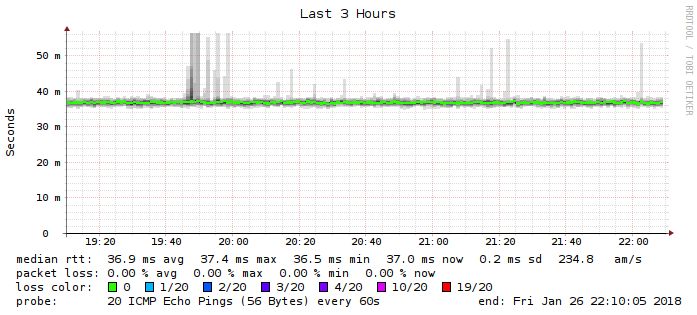 Last 3 Hours
RRDTOOL / TOBI OETIKER
Seconds
50 m
40 m
30 m
20 m
10 m
0
19:20 19:40 20:00 20:20 20:40 21:00 21:20 21:40 22:00
median rtt: 36.9 ms avg 37.4 ms max 36.5 ms min 37.0 ms now 0.2 ms sd 234.8 am/s
packet loss: 0.00 % avg 0.00 % max 0.00 % min 0.00 % now
loss color: 0 1/20 2/20 3/20 4/20 10/20 19/20
probe: 20 ICMP Echo Pings (56 Bytes) every 60s end: Fri Jan 26 22:10:05 2018